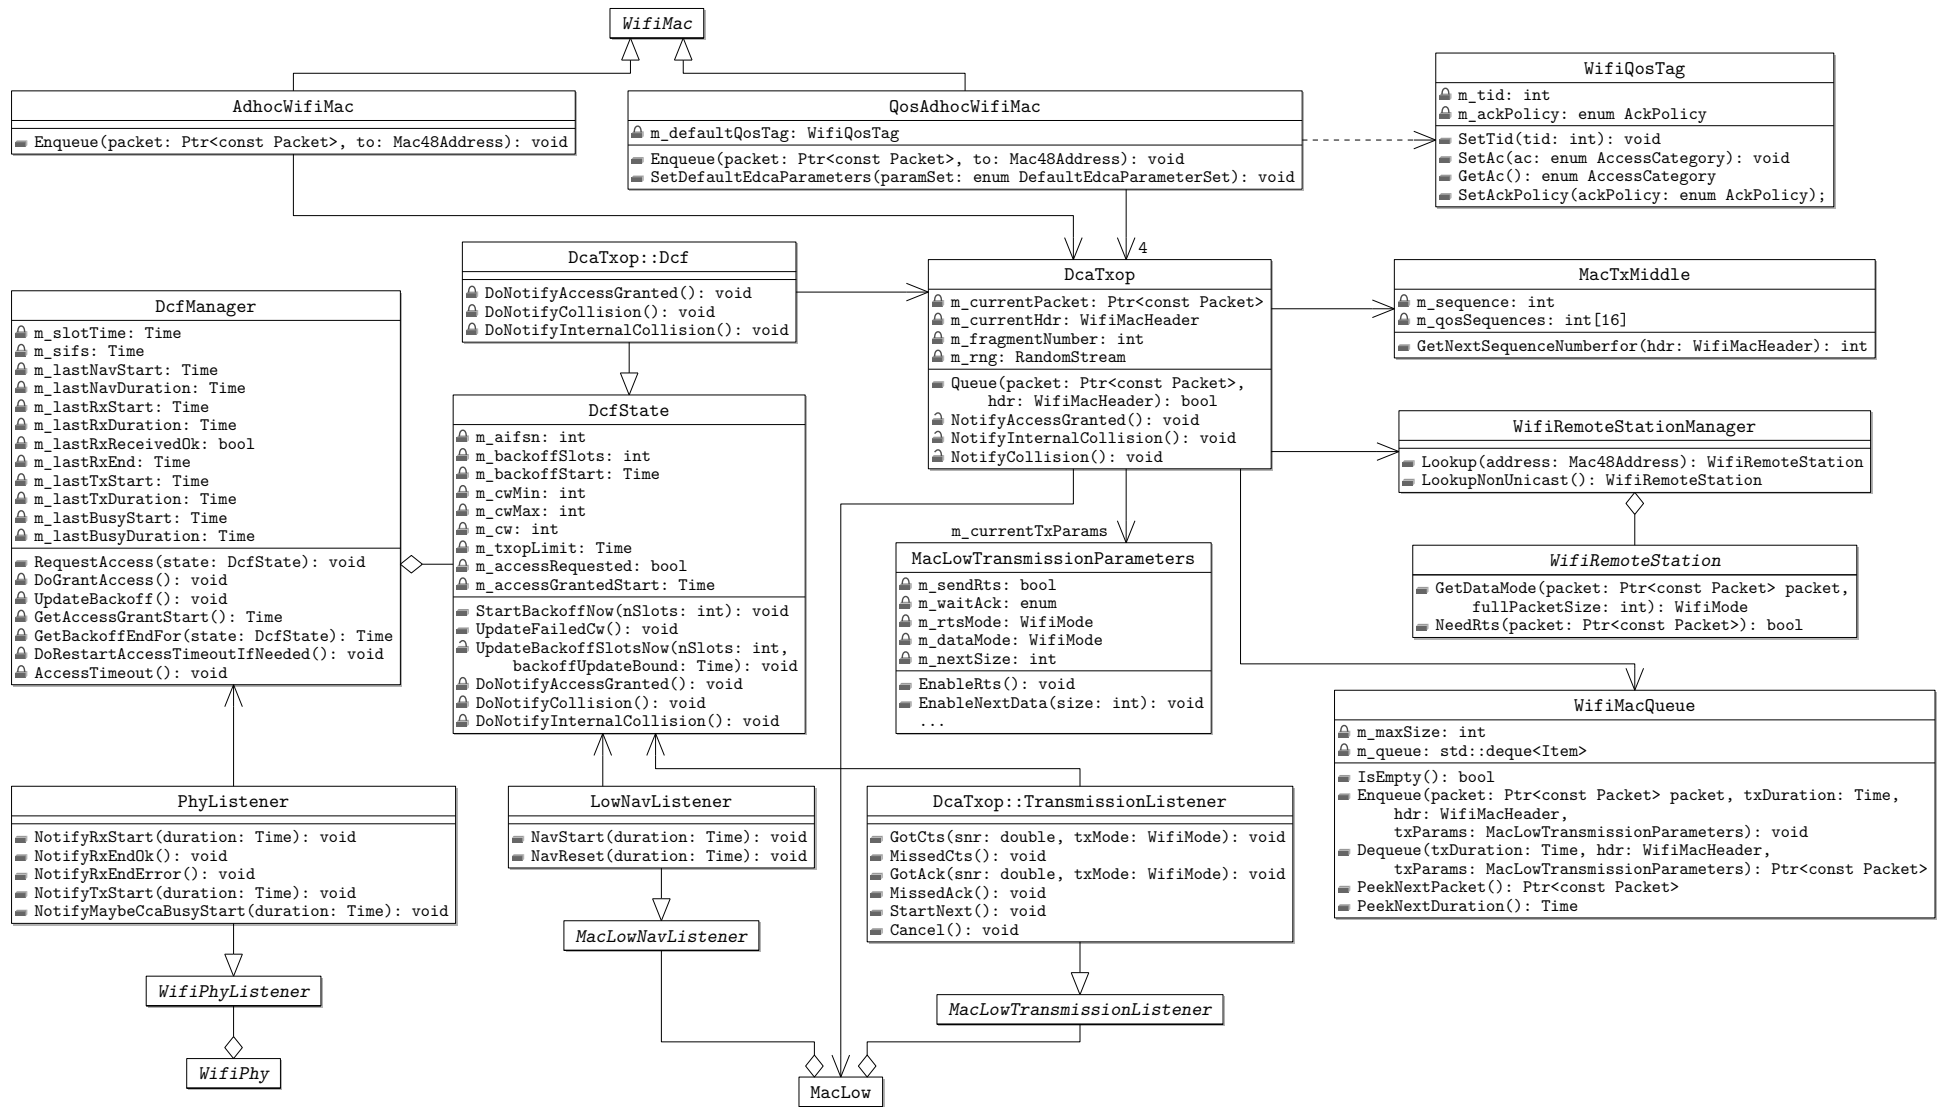 WifiMac
AdhocWifiMac
Enqueue(packet: Ptr<const Packet>, to: Mac48Address): void
QosAdhocWifiMac
m_defaultQosTag: WifiQosTag
Enqueue(packet: Ptr<const Packet>, to: Mac48Address): void
SetDefaultEdcaParameters(paramSet: enum DefaultEdcaParameterSet): void
WifiQosTag
m_tid: int
m_ackPolicy: enum AckPolicy
SetTid(tid: int): void
SetAc(ac: enum AccessCategory): void
GetAc(): enum AccessCategory
SetAckPolicy(ackPolicy: enum AckPolicy);
4
DcfManager
m_slotTime: Time
m_sifs: Time
m_lastNavStart: Time
m_lastNavDuration: Time
m_lastRxStart: Time
m_lastRxDuration: Time
m_lastRxReceivedOk: bool
m_lastRxEnd: Time
m_lastTxStart: Time
m_lastTxDuration: Time
m_lastBusyStart: Time
m_lastBusyDuration: Time
RequestAccess(state: DcfState): void
DoGrantAccess(): void
UpdateBackoff(): void
GetAccessGrantStart(): Time
GetBackoffEndFor(state: DcfState): Time
DoRestartAccessTimeoutIfNeeded(): void
AccessTimeout(): void
DcaTxop::Dcf
DoNotifyAccessGranted(): void
DoNotifyCollision(): void
DoNotifyInternalCollision(): void
DcfState
m_aifsn: int
m_backoffSlots: int
m_backoffStart: Time
m_cwMin: int
m_cwMax: int
m_cw: int
m_txopLimit: Time
m_accessRequested: bool
m_accessGrantedStart: Time
StartBackoffNow(nSlots: int): void
UpdateFailedCw(): void
UpdateBackoffSlotsNow(nSlots: int,
backoffUpdateBound: Time): void
DoNotifyAccessGranted(): void
DoNotifyCollision(): void
DoNotifyInternalCollision(): void
DcaTxop
m_currentPacket: Ptr<const Packet>
m_currentHdr: WifiMacHeader
m_fragmentNumber: int
m_rng: RandomStream
Queue(packet: Ptr<const Packet>,
hdr: WifiMacHeader): bool
NotifyAccessGranted(): void
NotifyInternalCollision(): void
NotifyCollision(): void
m_currentTxParams
MacLowTransmissionParameters
m_sendRts: bool
m_waitAck: enum
m_rtsMode: WifiMode
m_dataMode: WifiMode
m_nextSize: int
EnableRts(): void
EnableNextData(size: int): void
...
MacTxMiddle
m_sequence: int
m_qosSequences: int[16]
GetNextSequenceNumberfor(hdr: WifiMacHeader): int
WifiRemoteStationManager
Lookup(address: Mac48Address): WifiRemoteStation
LookupNonUnicast(): WifiRemoteStation
WifiRemoteStation
GetDataMode(packet: Ptr<const Packet> packet,
fullPacketSize: int): WifiMode
NeedRts(packet: Ptr<const Packet>): bool
WifiMacQueue
m_maxSize: int
m_queue: std::deque<Item>
IsEmpty(): bool
Enqueue(packet: Ptr<const Packet> packet, txDuration: Time,
hdr: WifiMacHeader,
txParams: MacLowTransmissionParameters): void
Dequeue(txDuration: Time, hdr: WifiMacHeader,
txParams: MacLowTransmissionParameters): Ptr<const Packet>
PeekNextPacket(): Ptr<const Packet>
PeekNextDuration(): Time
PhyListener
NotifyRxStart(duration: Time): void
NotifyRxEndOk(): void
NotifyRxEndError(): void
NotifyTxStart(duration: Time): void
NotifyMaybeCcaBusyStart(duration: Time): void
LowNavListener
NavStart(duration: Time): void
NavReset(duration: Time): void
DcaTxop::TransmissionListener
GotCts(snr: double, txMode: WifiMode): void
MissedCts(): void
GotAck(snr: double, txMode: WifiMode): void
MissedAck(): void
StartNext(): void
Cancel(): void
MacLowNavListener
WifiPhyListener
MacLowTransmissionListener
WifiPhy
MacLow